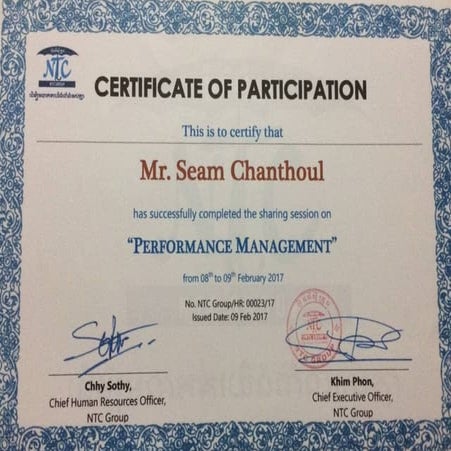 NTC
CERTIFICATE OF PARTICIPATION
This is to certify that
Mr. Seam Chanthoul
has successfully completed the sharing session on
"PERFORMANCE MANAGEMENT"
from 08th to 09th February 2017
No. NTC Group/HR: 00023/17
Issued Date: 09 Feb 2017
NTC
Chhy Sothy,
Chief Human Resources Officer,
NTC Group
Khim Phon,
Chief Executive Officer,
NTC Group